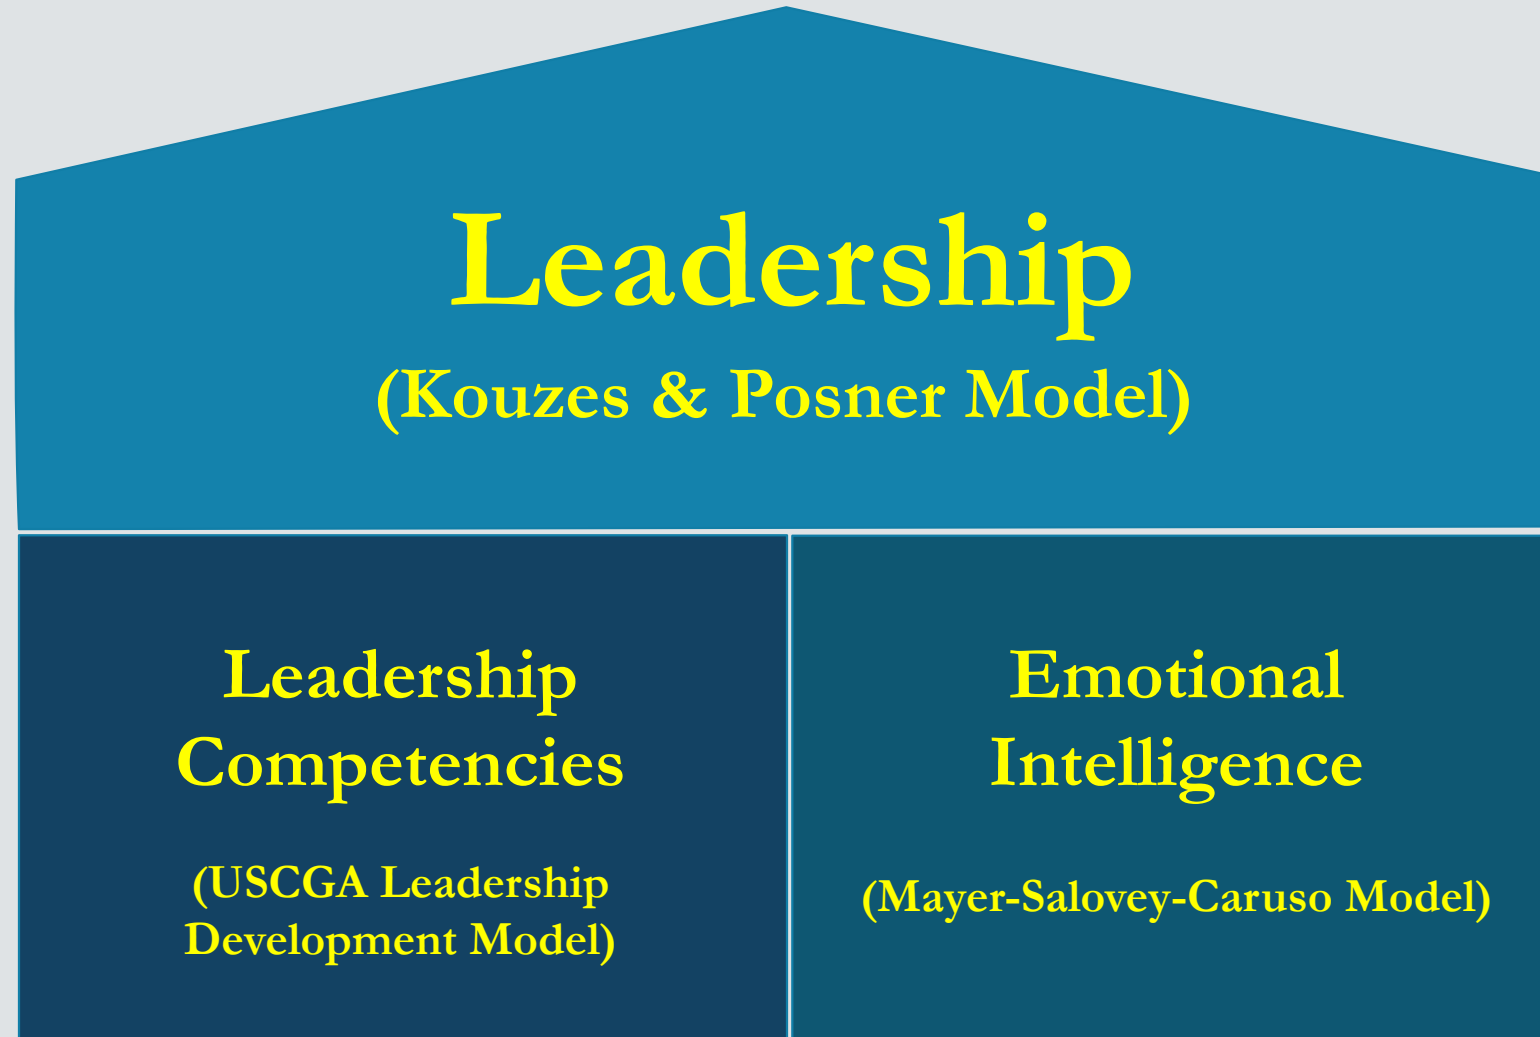 Leadership
(Kouzes & Posner Model)
Leadership
Competencies
(USCGA Leadership
Development Model)
Emotional
Intelligence
(Mayer-Salovey-Caruso Model)